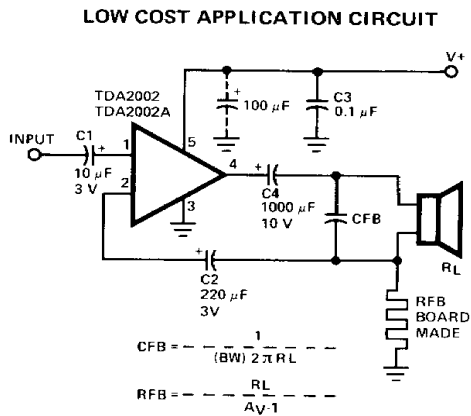 LOW COST APPLICATION CIRCUIT
V+
TDA2002
TDA2002A
+
100 μF
C3
0.1 μF
INPUT
C1
+
10 μF
3 V
1
2
5
4
3
+
C4
1000 μF
10 V
CFB
RL
+
C2
220 μF
3V
RFB
BOARD
MADE
CFB = 1 / (BW) 2 π RL
RFB = RL / AV-1